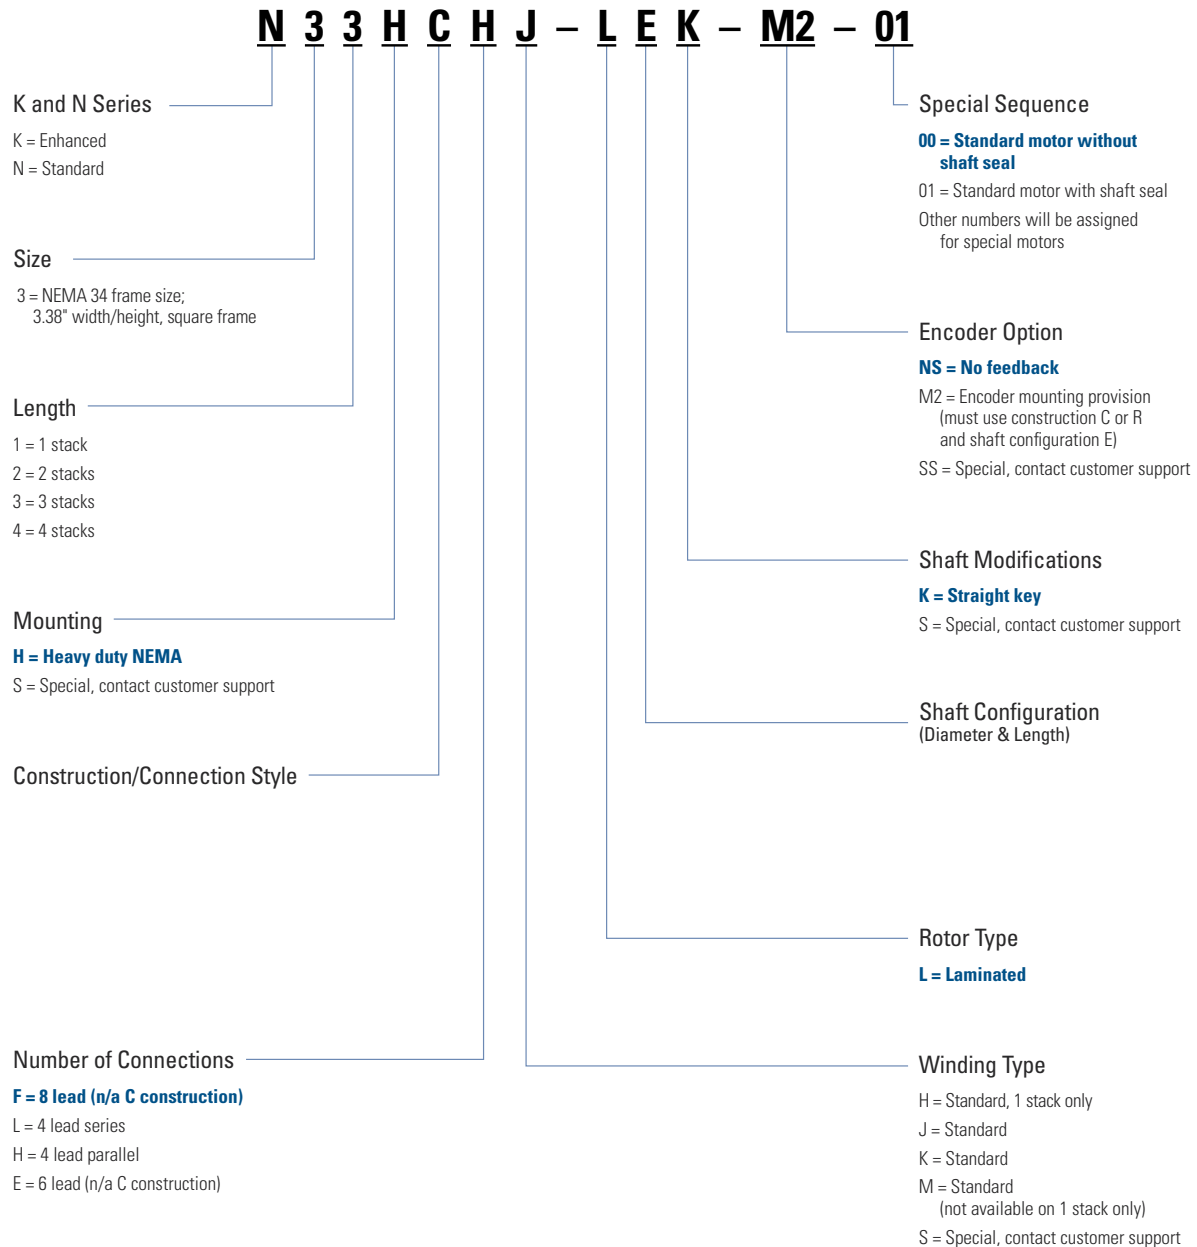 N 3 3 H C H J – L E K – M2 – 01
K and N Series
K = Enhanced
N = Standard
Size
3 = NEMA 34 frame size;
3.38" width/height, square frame
Length
1 = 1 stack
2 = 2 stacks
3 = 3 stacks
4 = 4 stacks
Mounting
H = Heavy duty NEMA
S = Special, contact customer support
Construction/Connection Style
Number of Connections
F = 8 lead (n/a C construction)
L = 4 lead series
H = 4 lead parallel
E = 6 lead (n/a C construction)
Special Sequence
00 = Standard motor without
shaft seal
01 = Standard motor with shaft seal
Other numbers will be assigned
for special motors
Encoder Option
NS = No feedback
M2 = Encoder mounting provision
(must use construction C or R
and shaft configuration E)
SS = Special, contact customer support
Shaft Modifications
K = Straight key
S = Special, contact customer support
Shaft Configuration
(Diameter & Length)
Rotor Type
L = Laminated
Winding Type
H = Standard, 1 stack only
J = Standard
K = Standard
M = Standard
(not available on 1 stack only)
S = Special, contact customer support